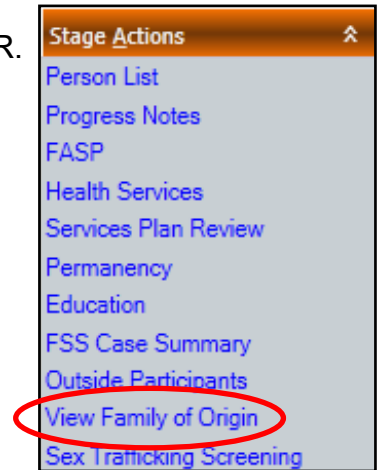 R.
Stage Actions
Person List
Progress Notes
FASP
Health Services
Services Plan Review
Permanency
Education
FSS Case Summary
Outside Participants
View Family of Origin
Sex Trafficking Screening